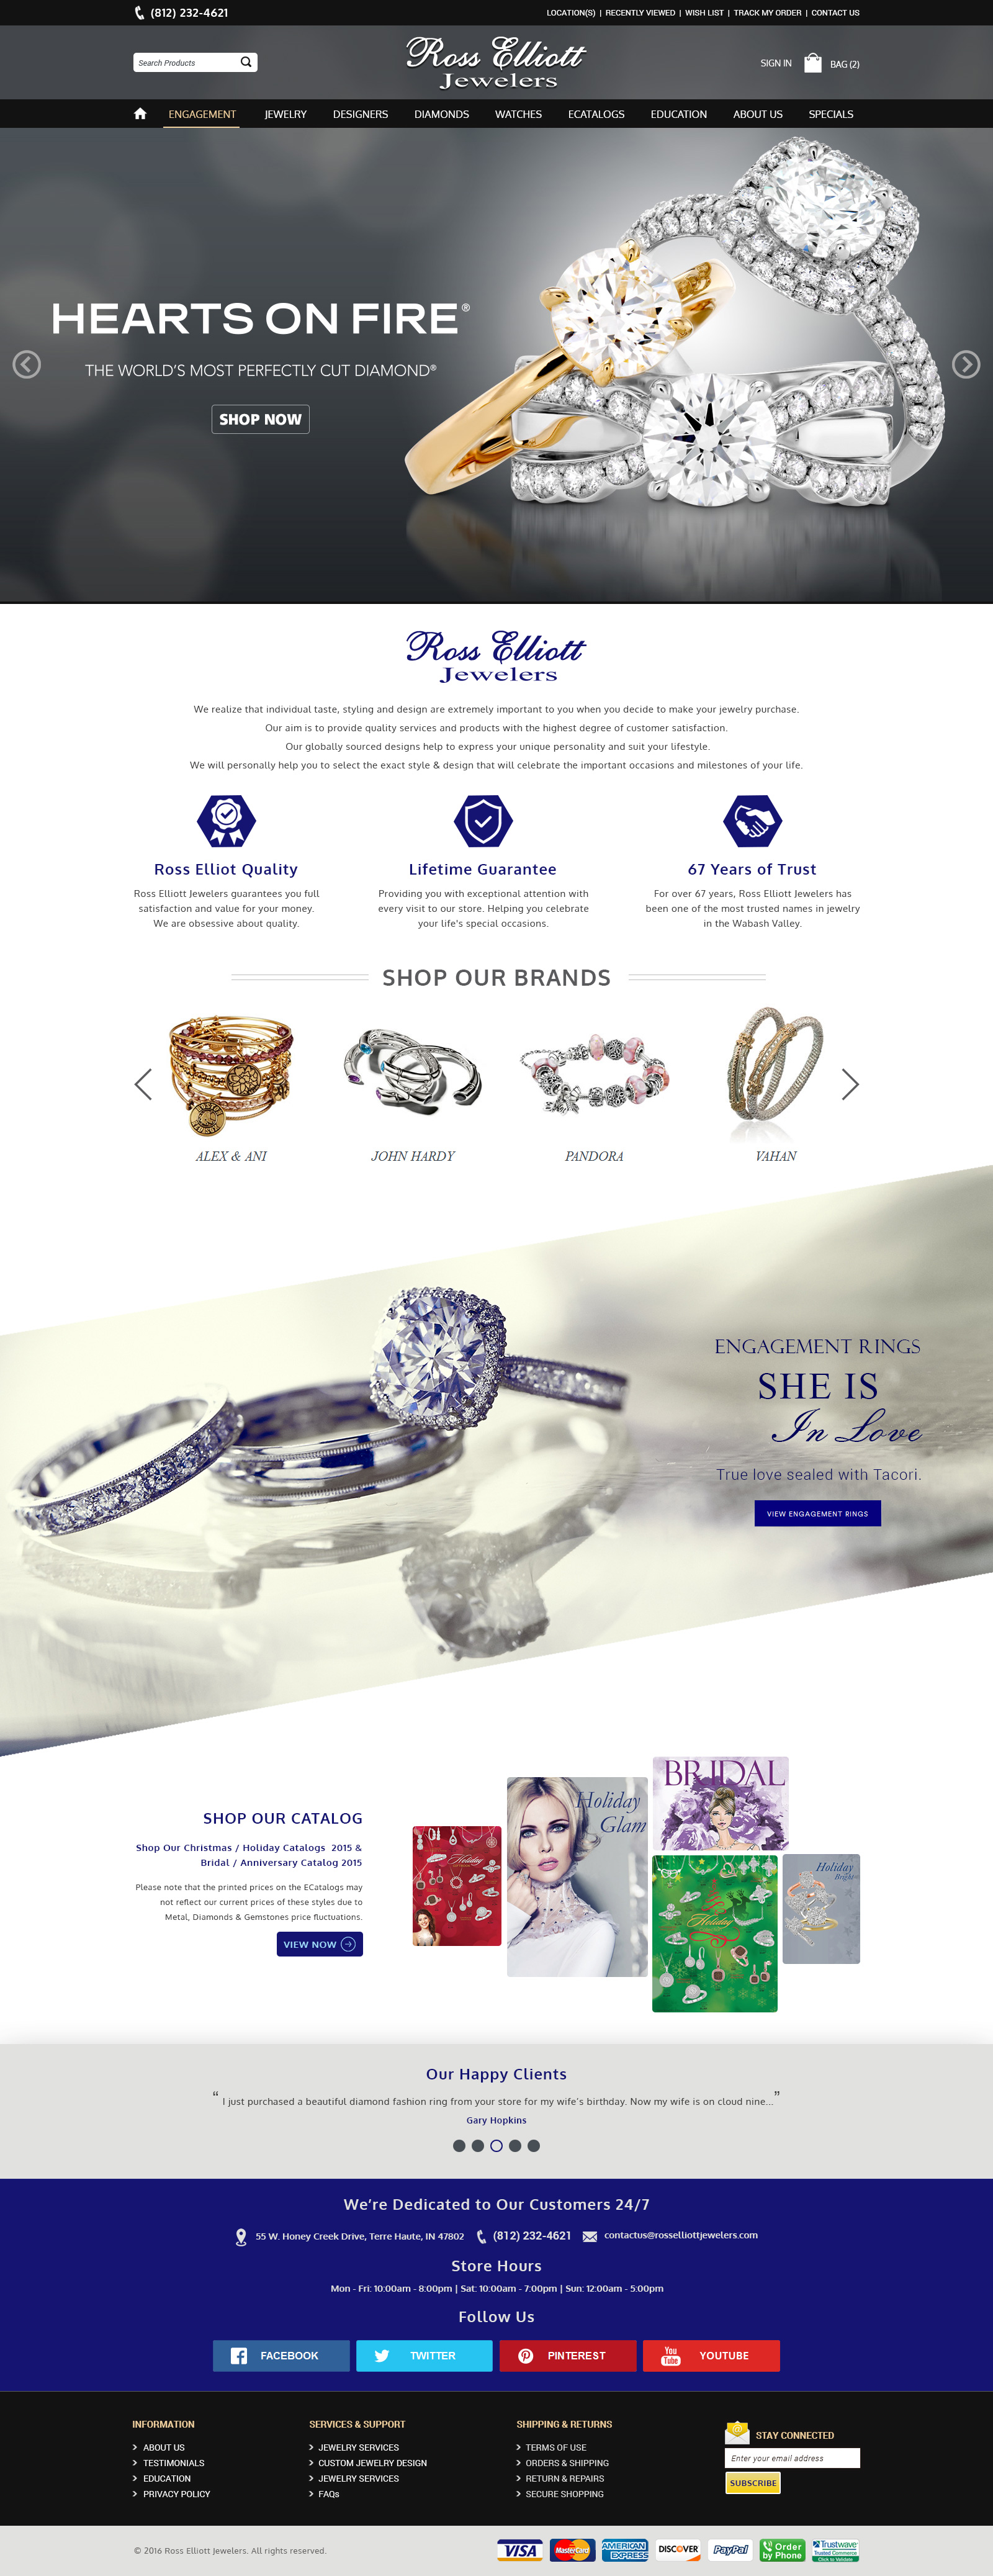 (812) 232-4621
LOCATION(S) | RECENTLY VIEWED | WISH LIST | TRACK MY ORDER | CONTACT US
Search Products
Ross Elliott
Jewelers
SIGN IN
BAG (2)
ENGAGEMENT JEWELRY DESIGNERS DIAMONDS WATCHES ECATALOGS EDUCATION ABOUT US SPECIALS
HEARTS ON FIRE®
THE WORLD'S MOST PERFECTLY CUT DIAMOND®
SHOP NOW
Ross Elliott
Jewelers
We realize that individual taste, styling and design are extremely important to you when you decide to make your jewelry purchase.
Our aim is to provide quality services and products with the highest degree of customer satisfaction.
Our globally sourced designs help to express your unique personality and suit your lifestyle.
We will personally help you to select the exact style & design that will celebrate the important occasions and milestones of your life.
Ross Elliot Quality
Ross Elliott Jewelers guarantees you full
satisfaction and value for your money.
We are obsessive about quality.
Lifetime Guarantee
Providing you with exceptional attention with
every visit to our store. Helping you celebrate
your life's special occasions.
67 Years of Trust
For over 67 years, Ross Elliott Jewelers has
been one of the most trusted names in jewelry
in the Wabash Valley.
SHOP OUR BRANDS
ALEX & ANI
JOHN HARDY
PANDORA
VAHAN
ENGAGEMENT RINGS
SHE IS
In Love
True love sealed with Tacori.
VIEW ENGAGEMENT RINGS
SHOP OUR CATALOG
Shop Our Christmas / Holiday Catalogs 2015 &
Bridal / Anniversary Catalog 2015
Please note that the printed prices on the ECatalogs may
not reflect our current prices of these styles due to
Metal, Diamonds & Gemstones price fluctuations.
VIEW NOW
Holiday
Holiday
Glam
BRIDAL
Holiday
Holiday
Bright
Our Happy Clients
“ I just purchased a beautiful diamond fashion ring from your store for my wife's birthday. Now my wife is on cloud nine... ”
Gary Hopkins
We're Dedicated to Our Customers 24/7
55 W. Honey Creek Drive, Terre Haute, IN 47802
(812) 232-4621
contactus@rosselliottjewelers.com
Store Hours
Mon - Fri: 10:00am - 8:00pm | Sat: 10:00am - 7:00pm | Sun: 12:00am - 5:00pm
Follow Us
FACEBOOK
TWITTER
PINTEREST
You Tube YOUTUBE
INFORMATION
ABOUT US
TESTIMONIALS
EDUCATION
PRIVACY POLICY
SERVICES & SUPPORT
JEWELRY SERVICES
CUSTOM JEWELRY DESIGN
JEWELRY SERVICES
FAQs
SHIPPING & RETURNS
TERMS OF USE
ORDERS & SHIPPING
RETURN & REPAIRS
SECURE SHOPPING
STAY CONNECTED
Enter your email address
SUBSCRIBE
© 2016 Ross Elliott Jewelers. All rights reserved.
VISA
MasterCard
AMERICAN EXPRESS
DISCOVER
PayPal
Order by Phone
Trustwave
Trusted Commerce
Click to Validate